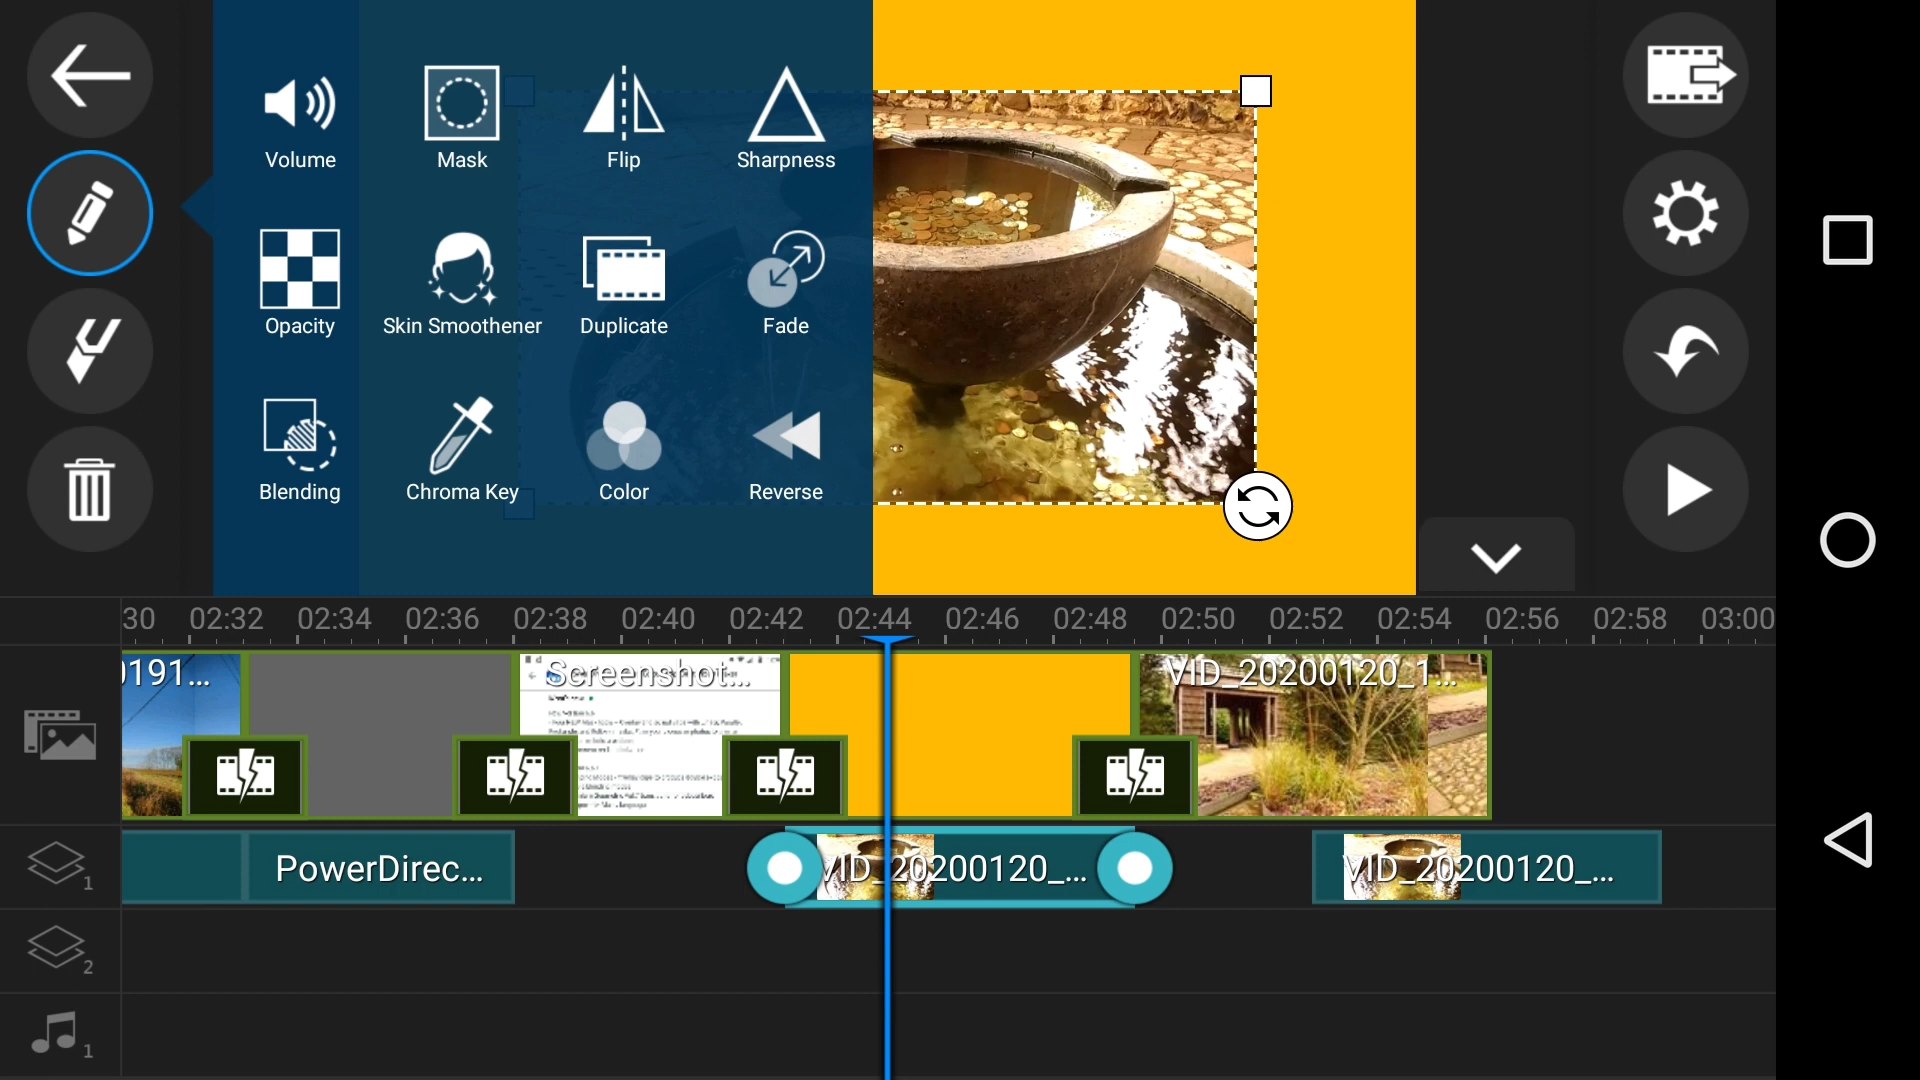 Volume Mask Flip Sharpness
Opacity Skin Smoothener Duplicate Fade
Blending Chroma Key Color Reverse
30 02:32 02:34 02:36 02:38 02:40 02:42 02:44 02:46 02:48 02:50 02:52 02:54 02:56 02:58 03:00
0191... Screenshot... VID_20200120_1...
1 PowerDirec... VID_20200120_... VID_20200120_...
2
1